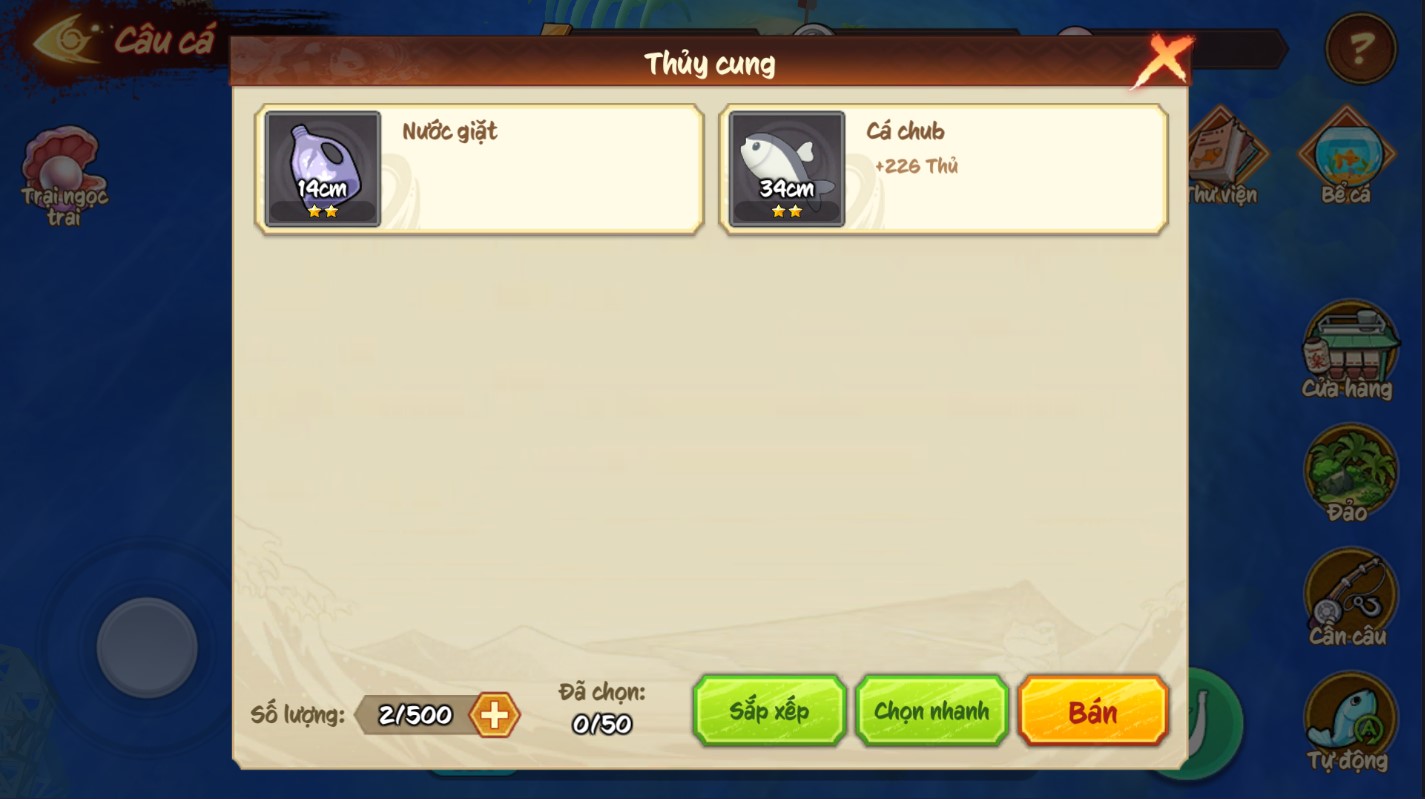 Câu cá
Thủy cung
?
Nước giặt
14cm
Cá chub
+226 Thủ
34cm
Trại ngọc
trai
Thư viện
Bể cá
Cửa hàng
Đảo
Cần câu
Tự động
Số lượng:
2/500
Đã chọn:
0/50
Sắp xếp
Chọn nhanh
Bán
A